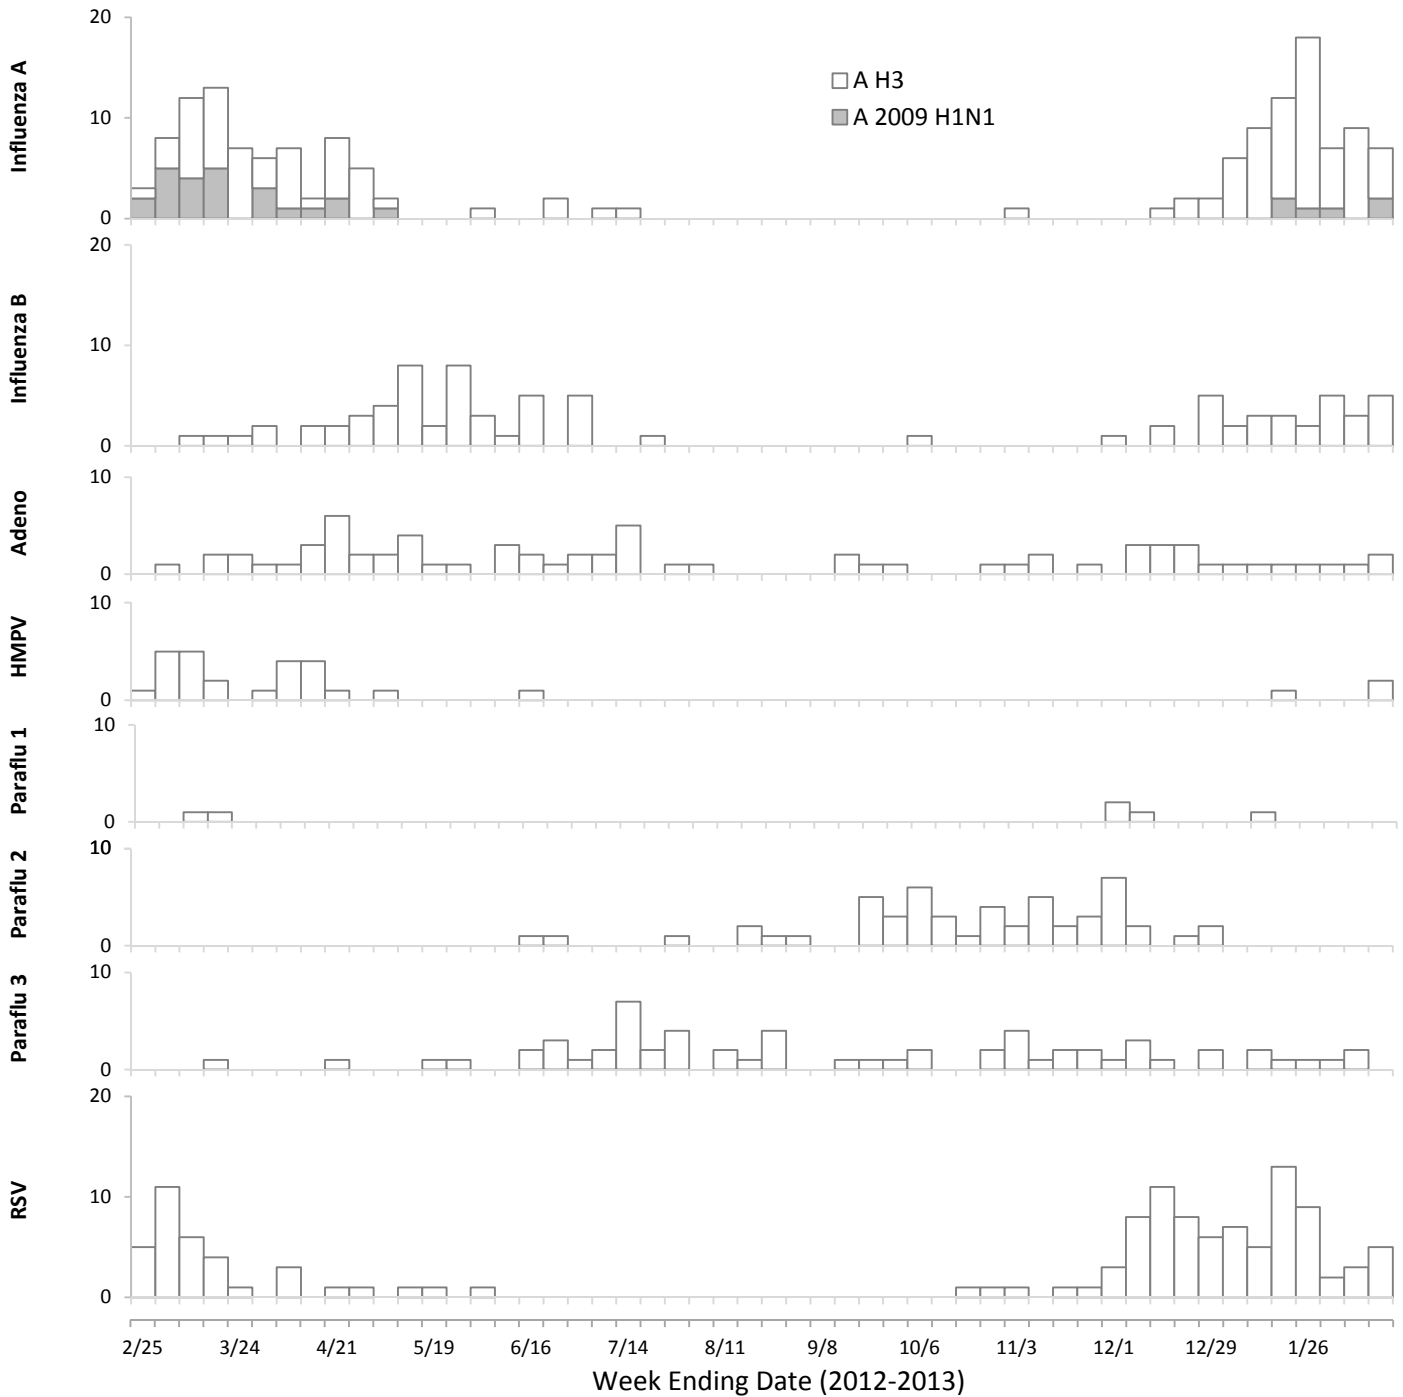 Influenza A
20
10
0
A H3
A 2009 H1N1
Influenza B
20
10
0
Adeno
10
0
HMPV
10
0
Paraflu 1
10
0
Paraflu 2
10
0
Paraflu 3
10
0
RSV
20
10
0
2/25 3/24 4/21 5/19 6/16 7/14 8/11 9/8 10/6 11/3 12/1 12/29 1/26
Week Ending Date (2012-2013)